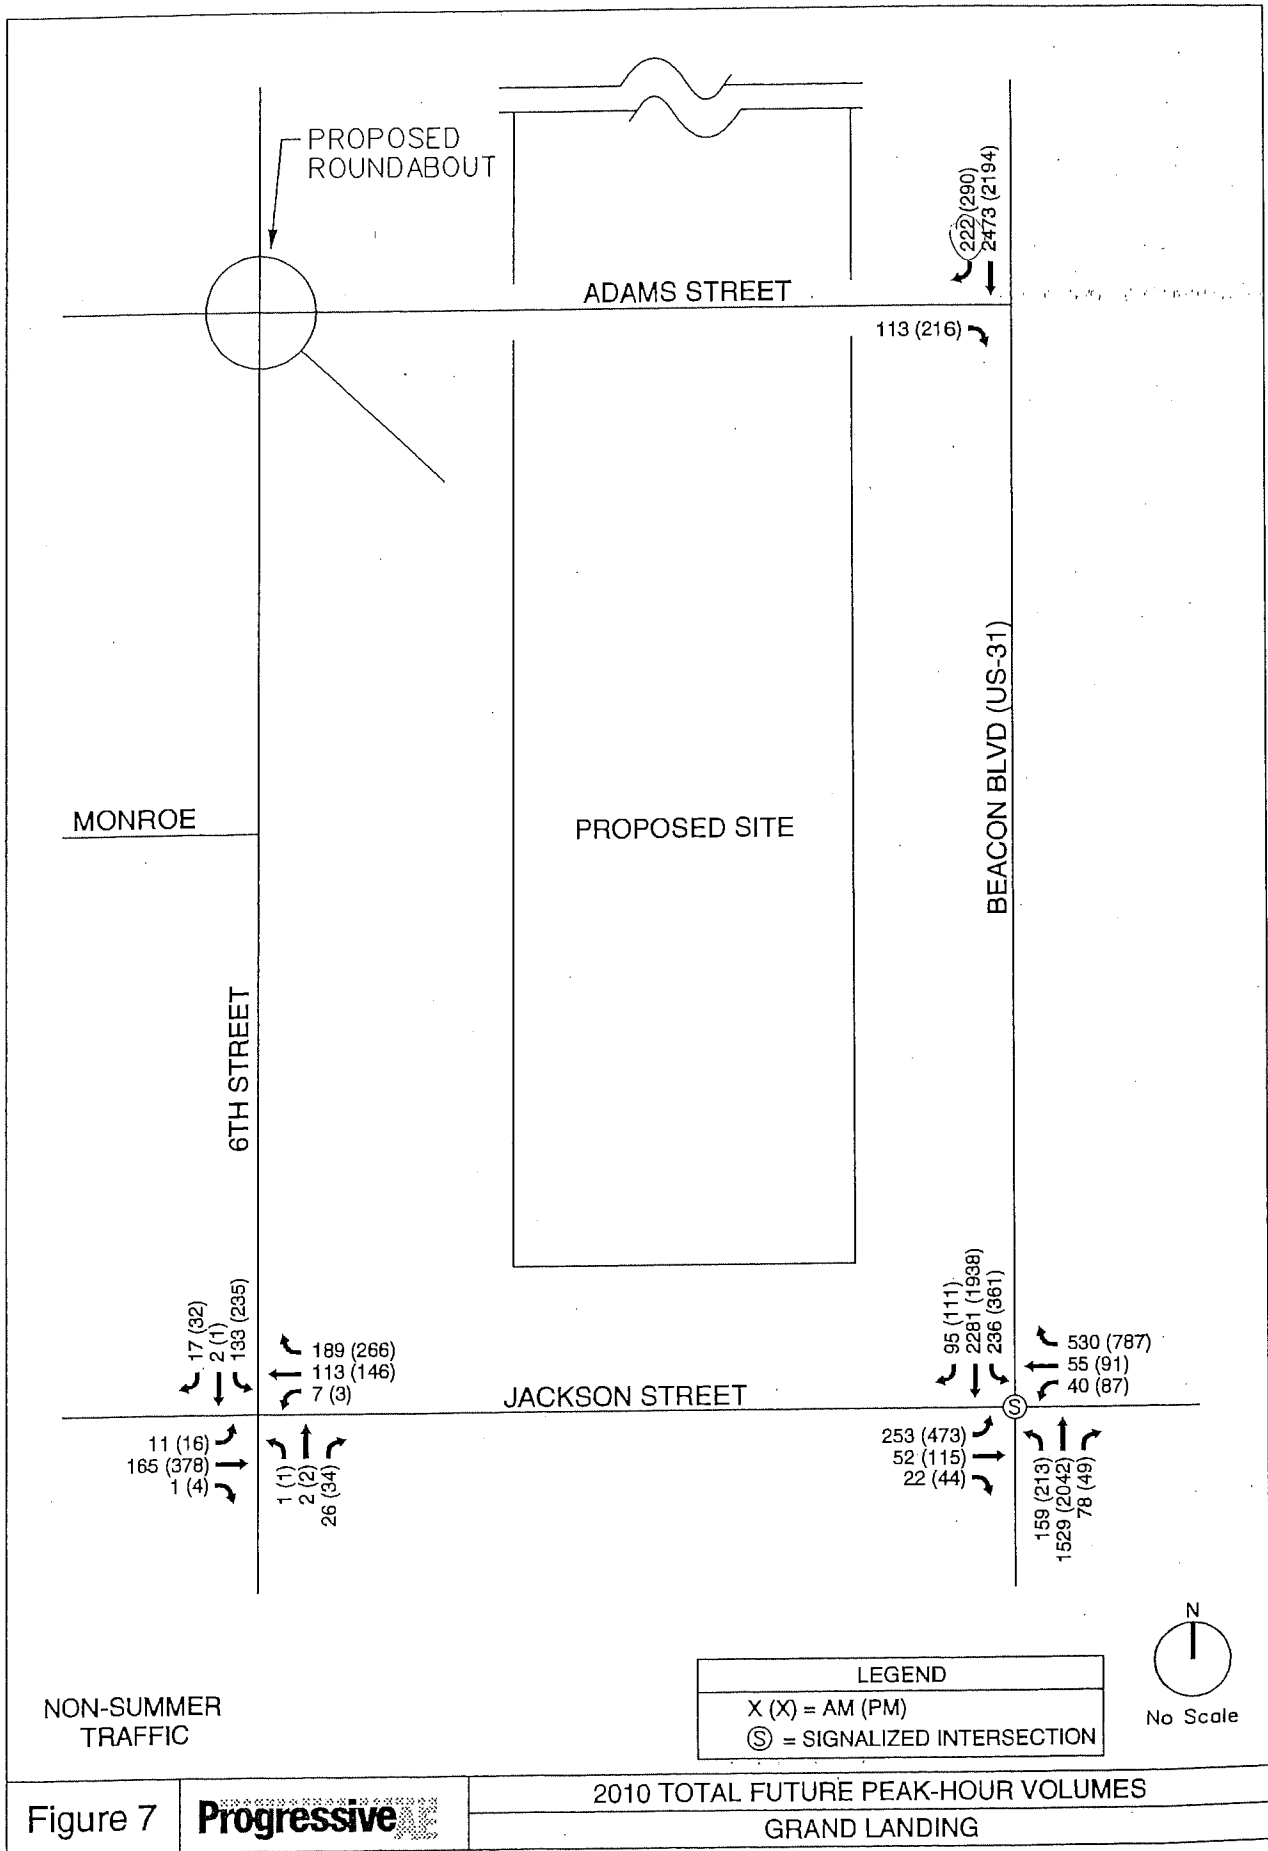 PROPOSED
ROUNDABOUT
222 (290)
2473 (2194)
ADAMS STREET
113 (216)
BEACON BLVD (US-31)
MONROE
PROPOSED SITE
6TH STREET
17 (32)
2 (1)
133 (235)
189 (266)
113 (146)
7 (3)
JACKSON STREET
95 (111)
2281 (1938)
236 (361)
530 (787)
55 (91)
40 (87)
S
11 (16)
165 (378)
1 (4)
1 (1)
2 (2)
26 (34)
253 (473)
52 (115)
22 (44)
159 (213)
1529 (2042)
78 (49)
N
No Scale
LEGEND
X (X) = AM (PM)
S = SIGNALIZED INTERSECTION
NON-SUMMER
TRAFFIC
Figure 7
Progressive AE
2010 TOTAL FUTURE PEAK-HOUR VOLUMES
GRAND LANDING